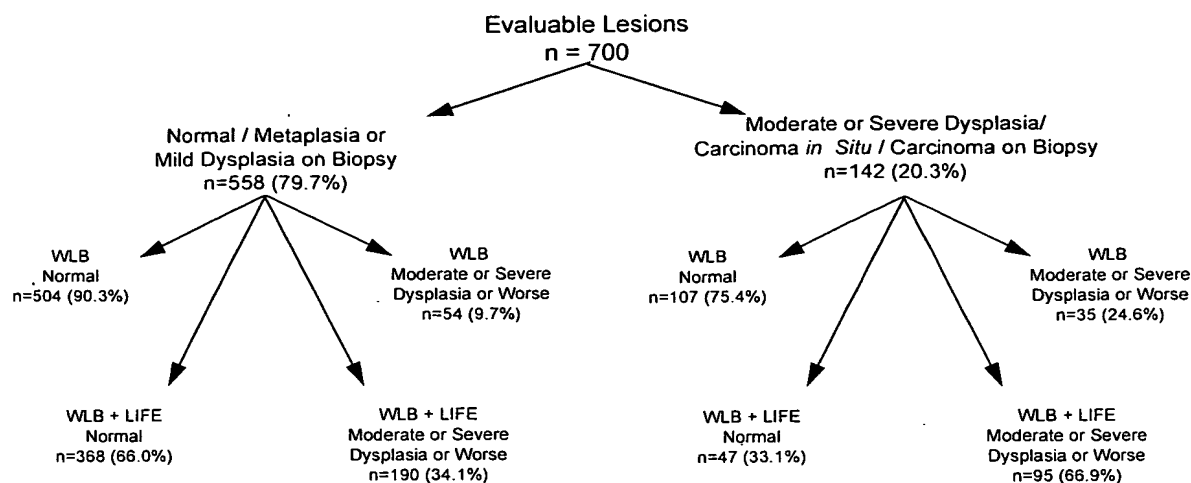 Evaluable Lesions
n = 700
Normal / Metaplasia or
Mild Dysplasia on Biopsy
n=558 (79.7%)
Moderate or Severe Dysplasia/
Carcinoma in Situ / Carcinoma on Biopsy
n=142 (20.3%)
WLB
Normal
n=504 (90.3%)
WLB
Moderate or Severe
Dysplasia or Worse
n=54 (9.7%)
WLB
Normal
n=107 (75.4%)
WLB
Moderate or Severe
Dysplasia or Worse
n=35 (24.6%)
WLB + LIFE
Normal
n=368 (66.0%)
WLB + LIFE
Moderate or Severe
Dysplasia or Worse
n=190 (34.1%)
WLB + LIFE
Normal
n=47 (33.1%)
WLB + LIFE
Moderate or Severe
Dysplasia or Worse
n=95 (66.9%)